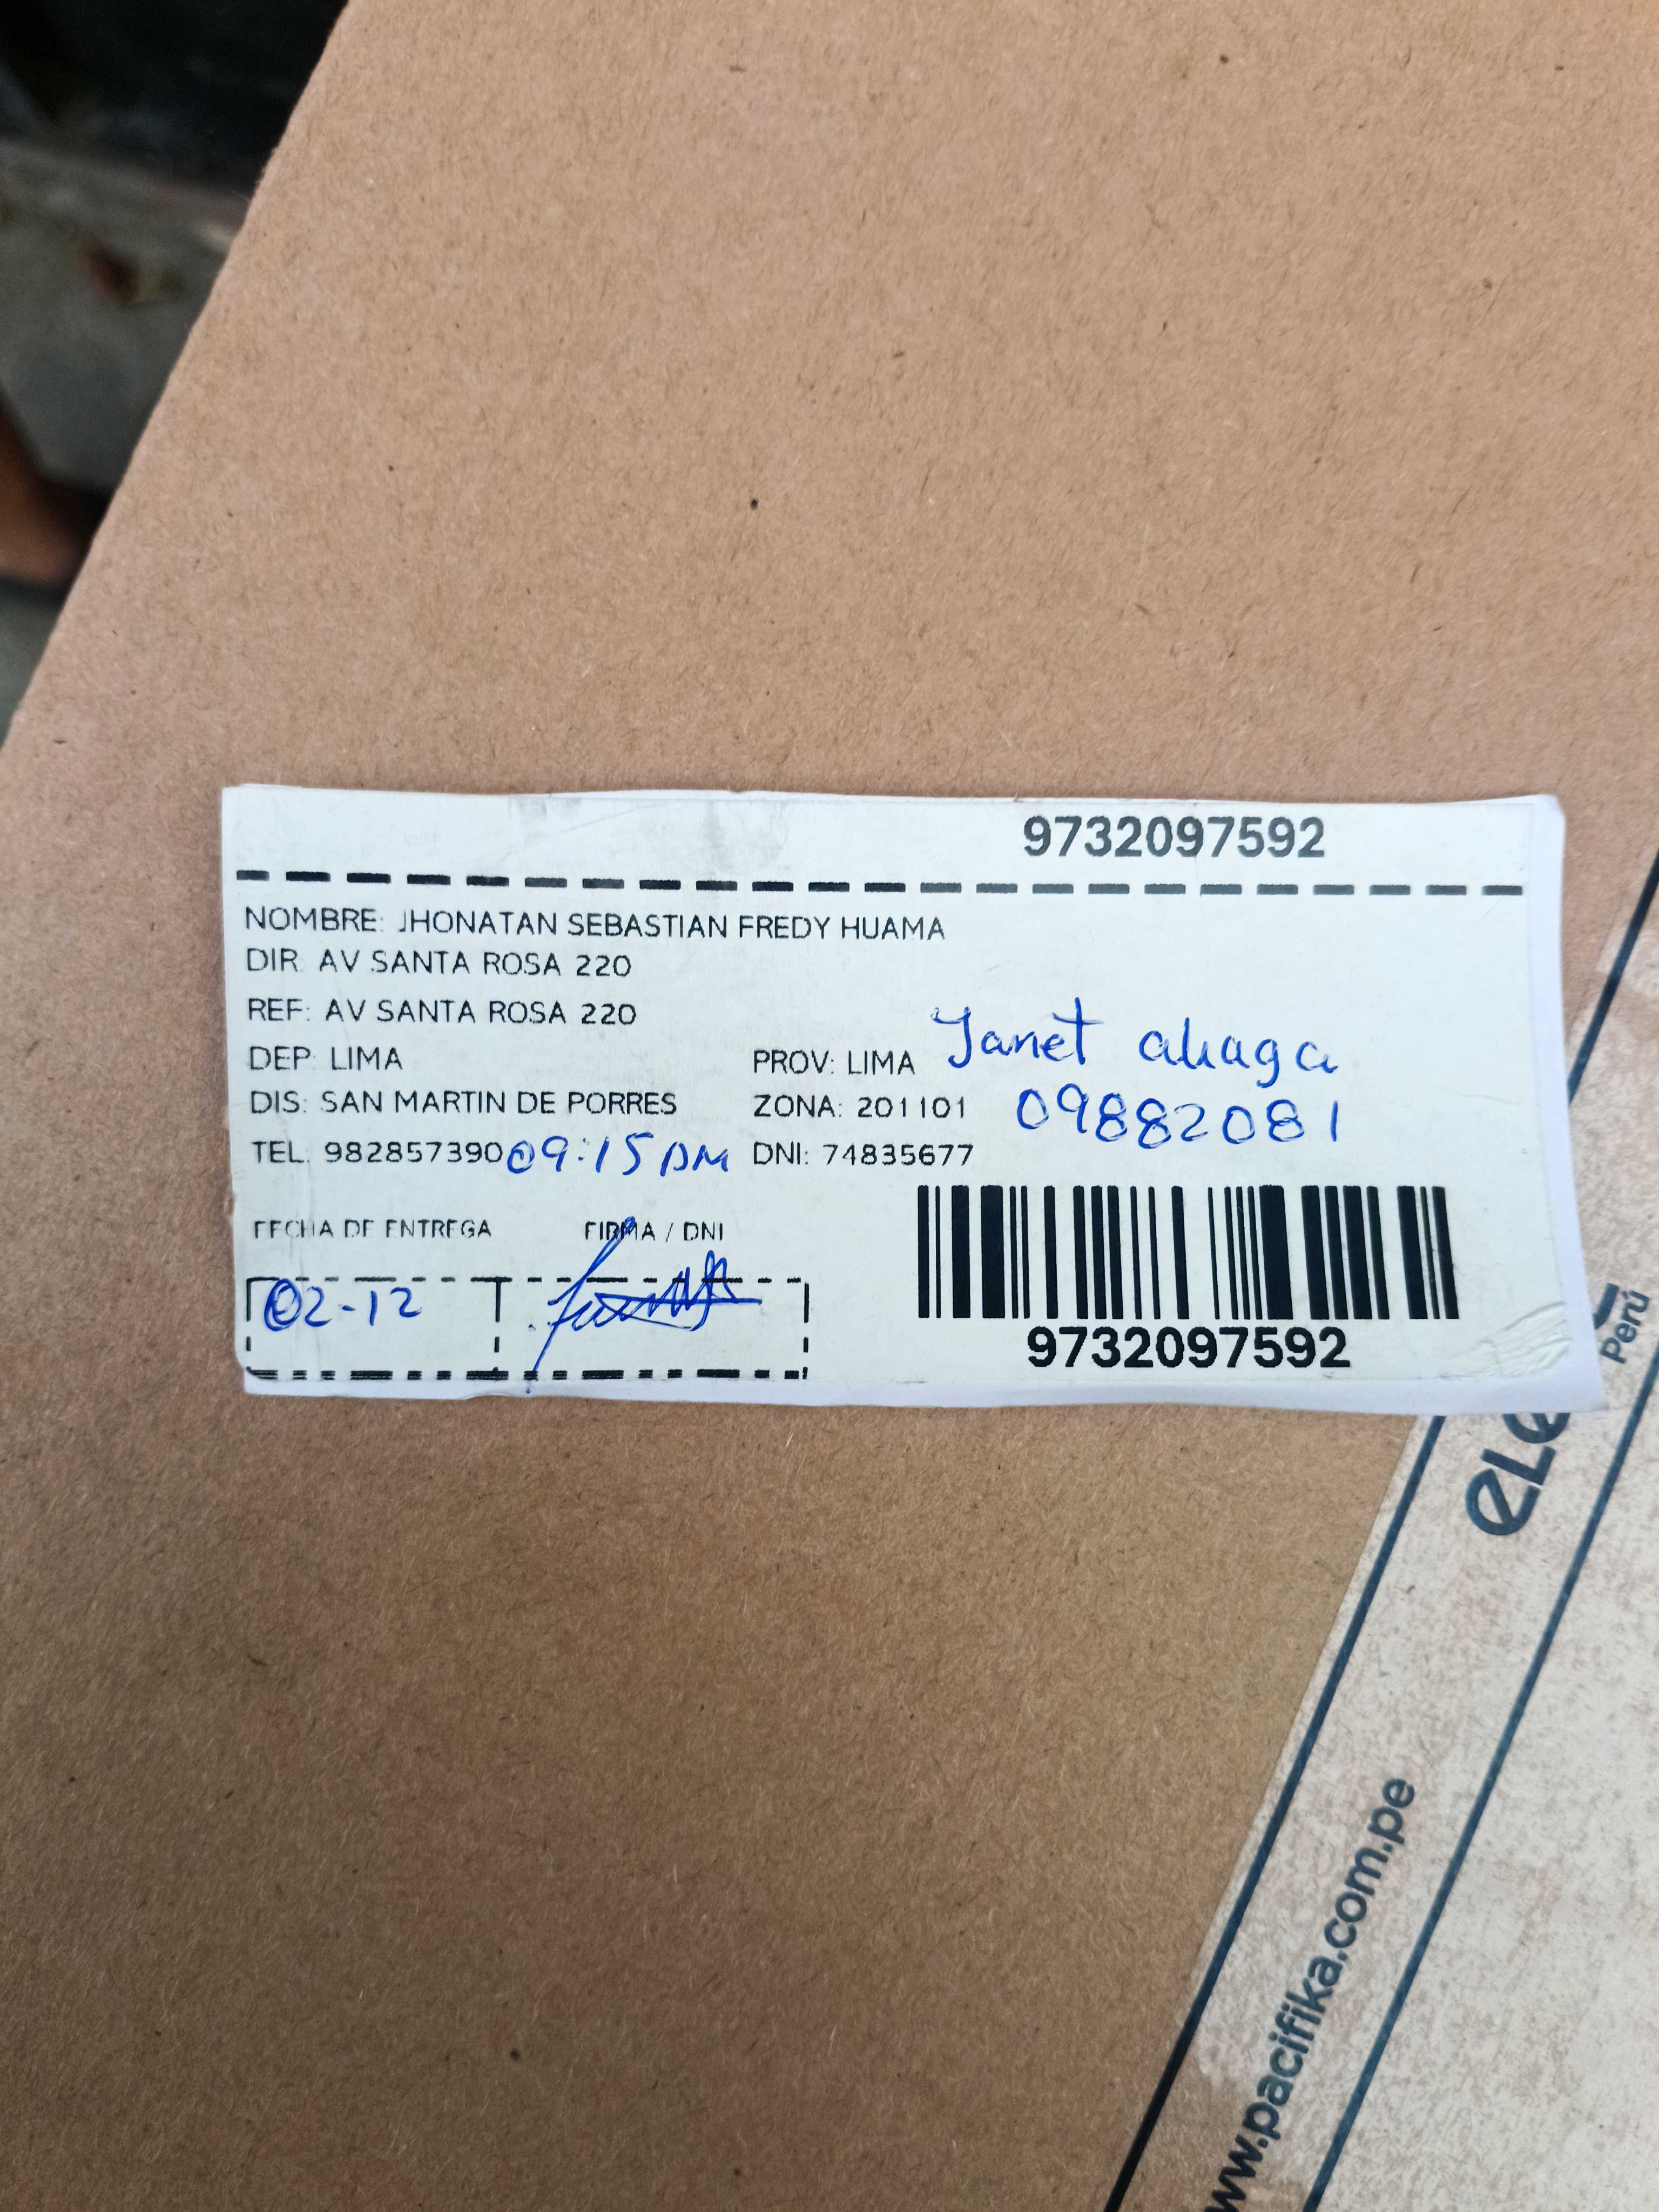 9732097592
NOMBRE: JHONATAN SEBASTIAN FREDY HUAMA
DIR. AV SANTA ROSA 220
REF: AV SANTA ROSA 220
DEP: LIMA PROV: LIMA Janet aliaga
DIS: SAN MARTIN DE PORRES ZONA: 201101 09882081
TEL: 982857390 09:15 DNI: 74835677
FECHA DE ENTREGA FIRMA / DNI
02-12
9732097592
Perú
www.pacifika.com.pe